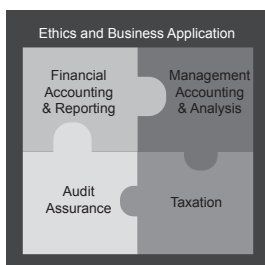 Ethics and Business Application
Financial
Accounting
& Reporting
Management
Accounting
& Analysis
Audit
Assurance
Taxation